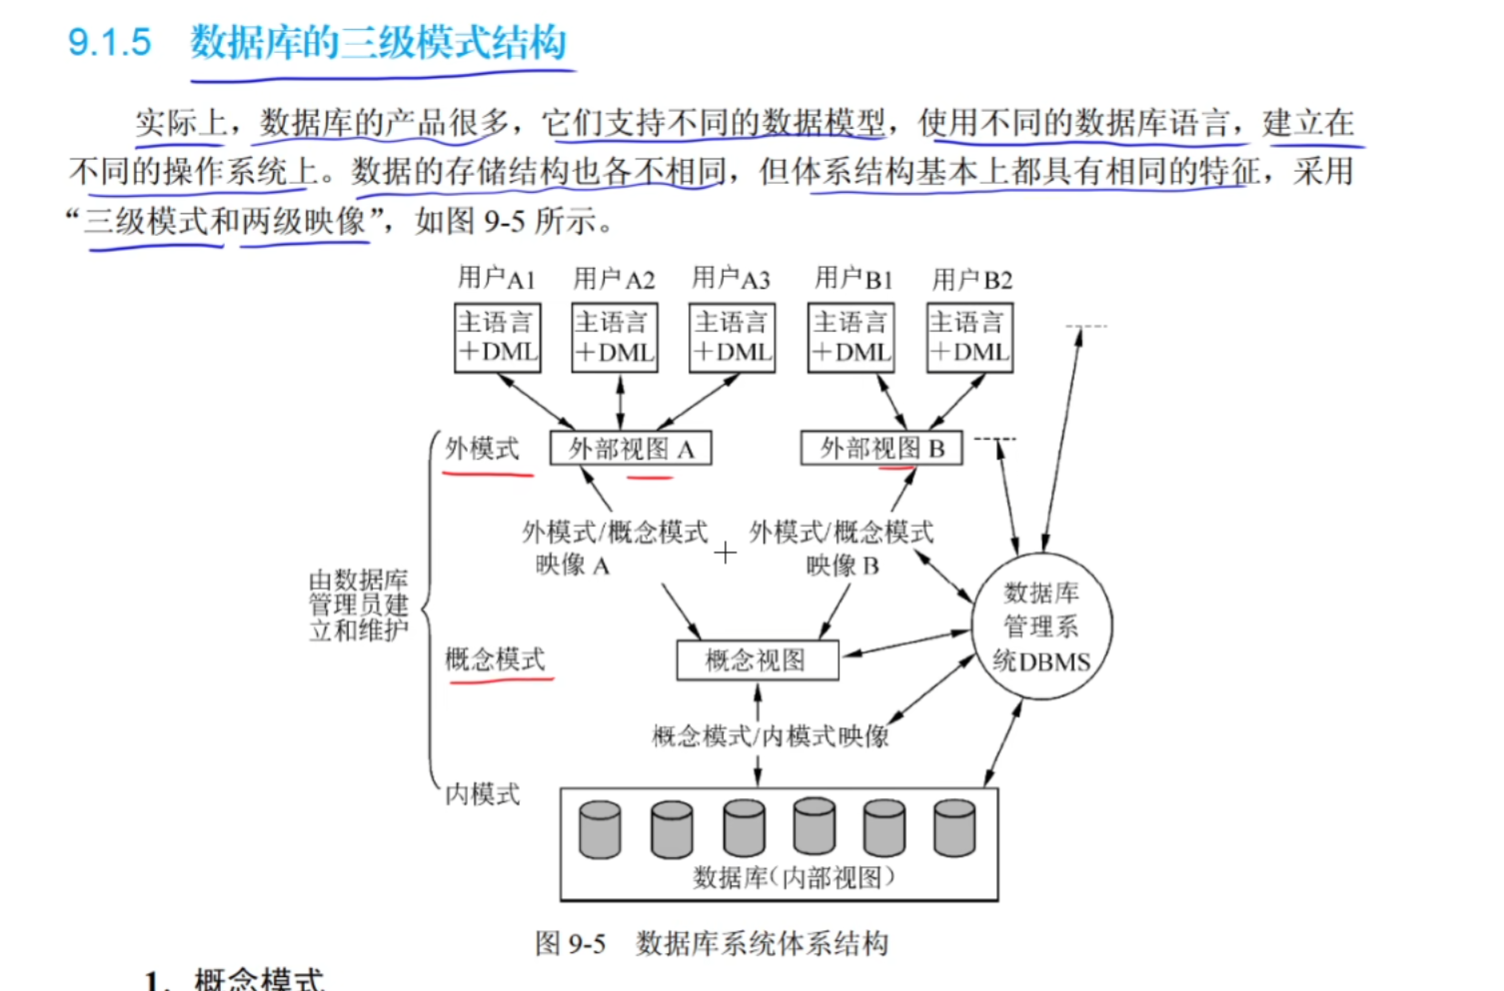 9.1.5 数据库的三级模式结构
实际上，数据库的产品很多，它们支持不同的数据模型，使用不同的数据库语言，建立在
不同的操作系统上。数据的存储结构也各不相同，但体系结构基本上都具有相同的特征，采用
“三级模式和两级映像”，如图 9-5 所示。
用户A1 用户A2 用户A3 用户B1 用户B2
主语言 主语言 主语言 主语言 主语言
+DML +DML +DML +DML +DML
外模式 外部视图 A 外部视图 B
外模式/概念模式 外模式/概念模式
映像 A 映像 B
由数据库
管理员建
立和维护
数据库
管理系
统DBMS
概念模式 概念视图
概念模式/内模式映像
内模式
数据库(内部视图)
图 9-5 数据库系统体系结构
1. 概念模式